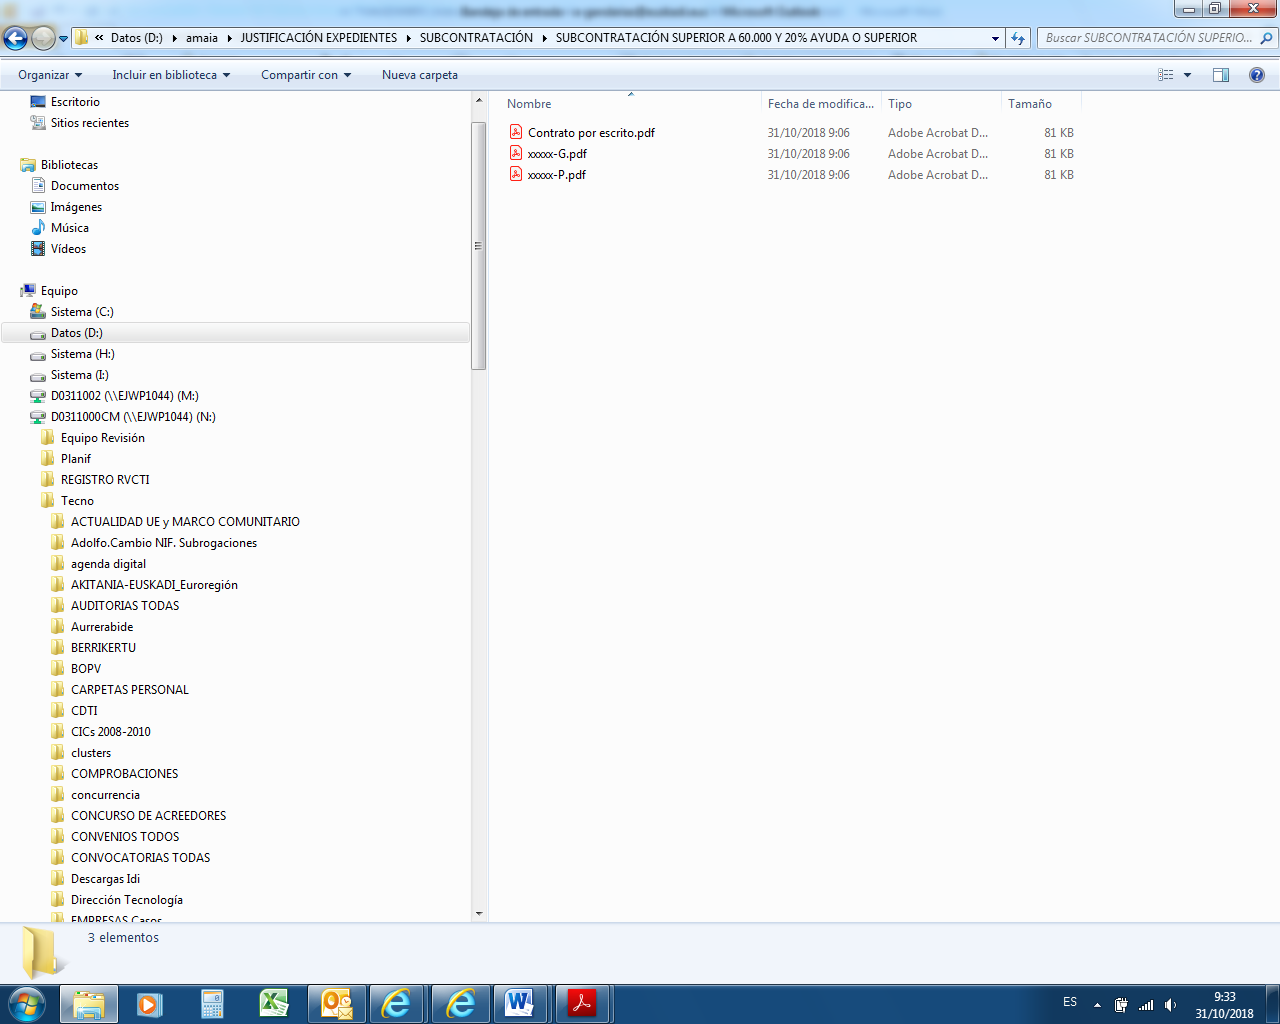 Datos (D:) amaia JUSTIFICACIÓN EXPEDIENTES SUBCONTRATACIÓN SUBCONTRATACIÓN SUPERIOR A 60.000 Y 20% AYUDA O SUPERIOR
Buscar SUBCONTRATACIÓN SUPERIO...
Organizar Incluir en biblioteca Compartir con Nueva carpeta
Escritorio
Sitios recientes
Bibliotecas
Documentos
Imágenes
Música
Vídeos
Equipo
Sistema (C:)
Datos (D:)
Sistema (H:)
Sistema (I:)
D0311002 (\\EJWP1044) (M:)
D0311000CM (\\EJWP1044) (N:)
Equipo Revisión
Planif
REGISTRO RVCTI
Tecno
ACTUALIDAD UE y MARCO COMUNITARIO
Adolfo.Cambio NIF. Subrogaciones
agenda digital
AKITANIA-EUSKADI_Euroregión
AUDITORIAS TODAS
Aurrerabide
BERRIKERTU
BOPV
CARPETAS PERSONAL
CDTI
CICs 2008-2010
clusters
COMPROBACIONES
concurrencia
CONCURSO DE ACREEDORES
CONVENIOS TODOS
CONVOCATORIAS TODAS
Descargas Idi
Dirección Tecnología
EMPRESAS Casos
Nombre Fecha de modifica... Tipo Tamaño
Contrato por escrito.pdf 31/10/2018 9:06 Adobe Acrobat D... 81 KB
xxxxx-G.pdf 31/10/2018 9:06 Adobe Acrobat D... 81 KB
xxxxx-P.pdf 31/10/2018 9:06 Adobe Acrobat D... 81 KB
3 elementos
ES
9:33
31/10/2018